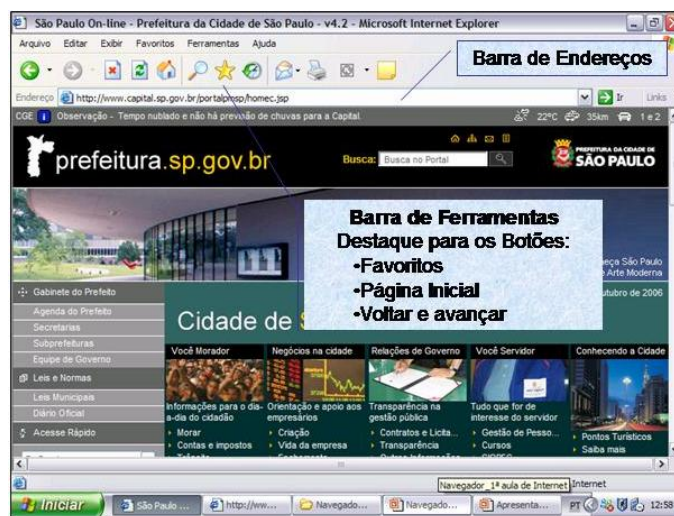 São Paulo On-line - Prefeitura da Cidade de São Paulo - v4.2 - Microsoft Internet Explorer
Arquivo Editar Exibir Favoritos Ferramentas Ajuda
Barra de Endereços
Endereço http://www.capital.sp.gov.br/portalpmsp/homec.jsp Ir Links
CGE Observação - Tempo nublado e não há previsão de chuvas para a Capital. 22ºC 35km 1 e 2
prefeitura.sp.gov.br
Busca: Busca no Portal
PREFEITURA DA CIDADE DE
SÃO PAULO
Barra de Ferramentas
Destaque para os Botões:
•Favoritos
•Página Inicial
•Voltar e avançar
São Paulo
Arte Moderna
Gabinete do Prefeito
outubro de 2006
Agenda do Prefeito
Secretarias
Subprefeituras
Equipe de Governo
Leis e Normas
Leis Municipais
Diário Oficial
Acesse Rápido
Cidade de
Você Morador
Informações para o dia-
a-dia do cidadão
Morar
Contas e impostos
Negócios na cidade
Orientação e apoio aos
empresários
Criação
Vida da empresa
Relações de Governo
Transparência na
gestão pública
Contratos e Licita...
Transparência
Você Servidor
Tudo que for de
interesse do servidor
Gestão de Pesso...
Cursos
Conhecendo a Cidade
Pontos Turísticos
Saiba mais
Navegador_1ª aula de Internet Internet
Iniciar São Paulo ... http://ww... Navegado... Navegado... Apresenta... PT 12:58